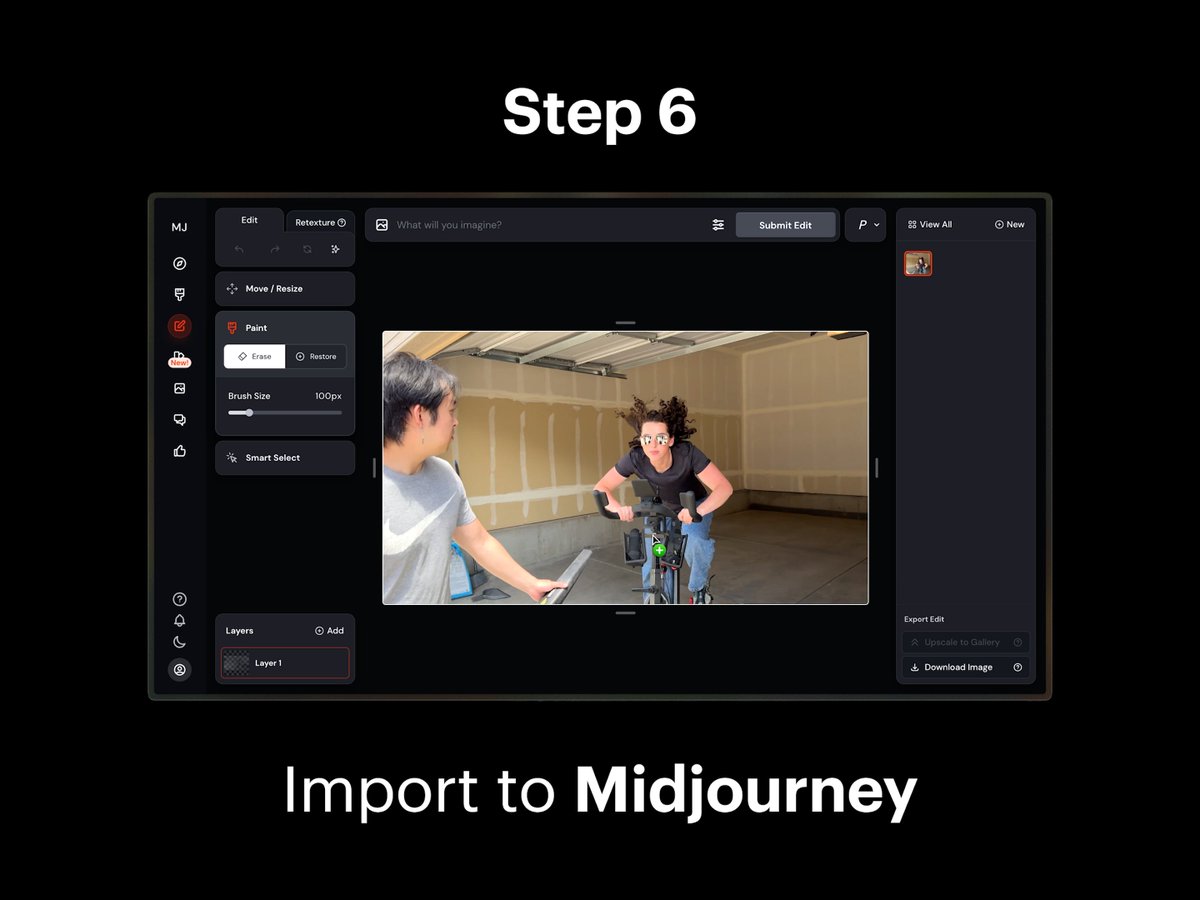 Step 6
MJ
New!
Edit
Retexture
Move / Resize
Paint
Erase
Restore
Brush Size 100px
Smart Select
Layers
Add
Layer 1
What will you imagine?
Submit Edit
P
View All
New
Export Edit
Upscale to Gallery
Download Image
Import to Midjourney